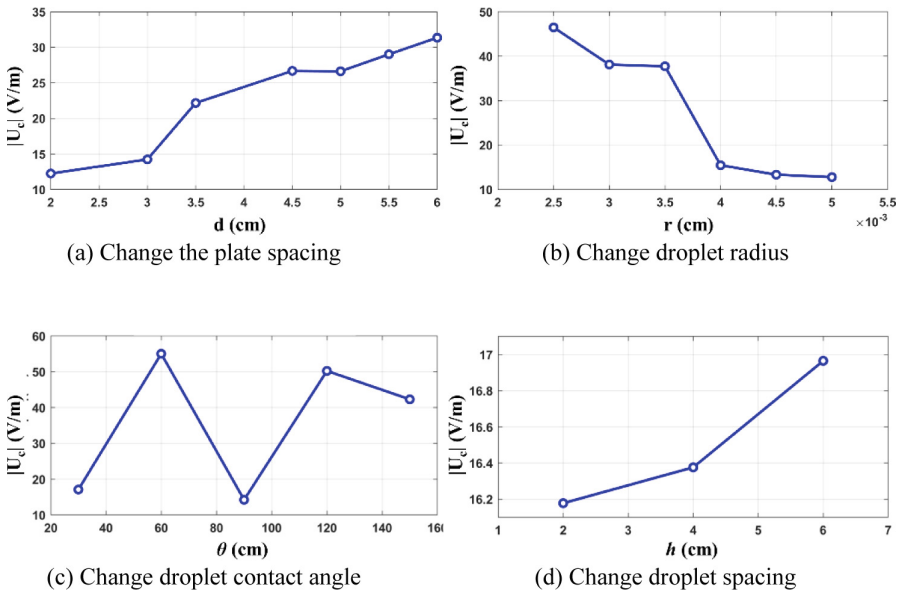 35
30
25
20
15
10
|Uc| (V/m)
2 2.5 3 3.5 4 4.5 5 5.5 6
d (cm)
(a) Change the plate spacing
50
40
30
20
10
|Uc| (V/m)
2 2.5 3 3.5 4 4.5 5 5.5
×10-3
r (cm)
(b) Change droplet radius
60
50
40
30
20
10
|Uc| (V/m)
20 40 60 80 100 120 140 160
θ (cm)
(c) Change droplet contact angle
17
16.8
16.6
16.4
16.2
|Uc| (V/m)
1 2 3 4 5 6 7
h (cm)
(d) Change droplet spacing